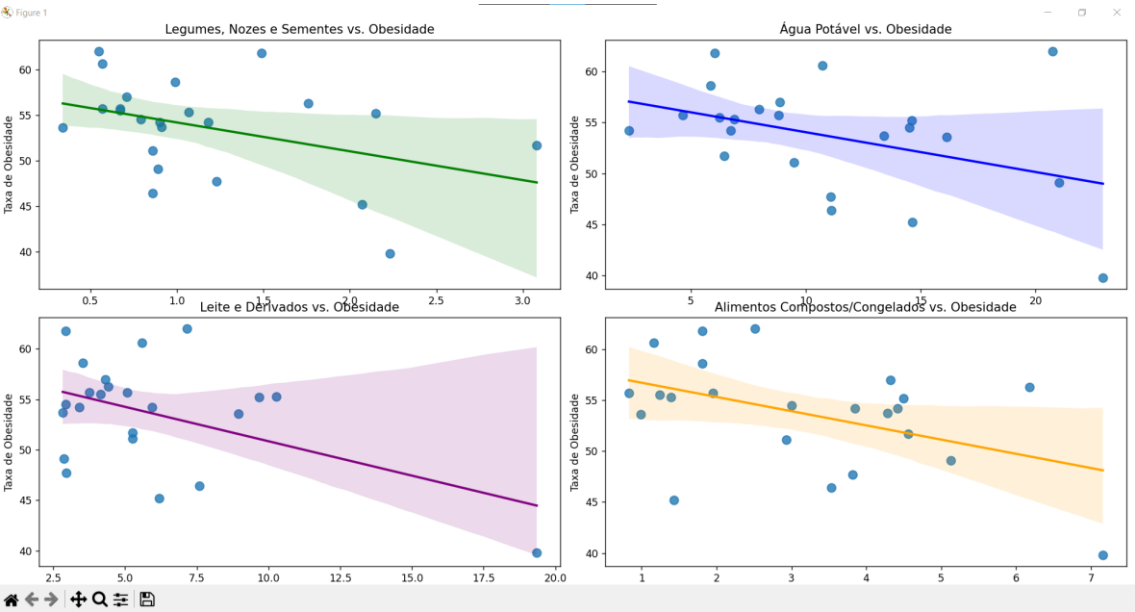 Figure 1
Legumes, Nozes e Sementes vs. Obesidade
Taxa de Obesidade
60
55
50
45
40
0.5 1.0 1.5 2.0 2.5 3.0
Água Potável vs. Obesidade
Taxa de Obesidade
60
55
50
45
40
5 10 15 20
Leite e Derivados vs. Obesidade
Taxa de Obesidade
60
55
50
45
40
2.5 5.0 7.5 10.0 12.5 15.0 17.5 20.0
Alimentos Compostos/Congelados vs. Obesidade
Taxa de Obesidade
60
55
50
45
40
1 2 3 4 5 6 7